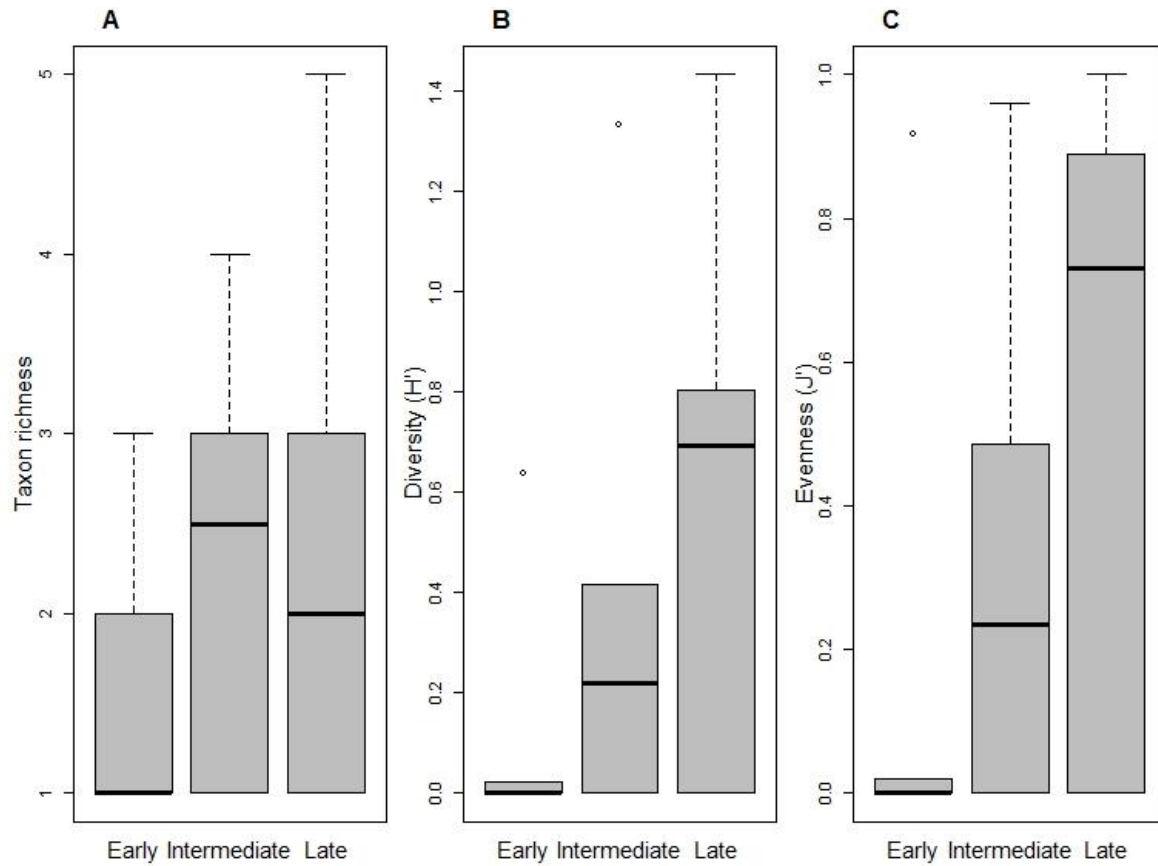 A
Taxon richness
5
4
3
2
1
Early Intermediate Late
B
Diversity (H')
1.4
1.2
1.0
0.8
0.6
0.4
0.2
0.0
Early Intermediate Late
C
Evenness (J')
1.0
0.8
0.6
0.4
0.2
0.0
Early Intermediate Late